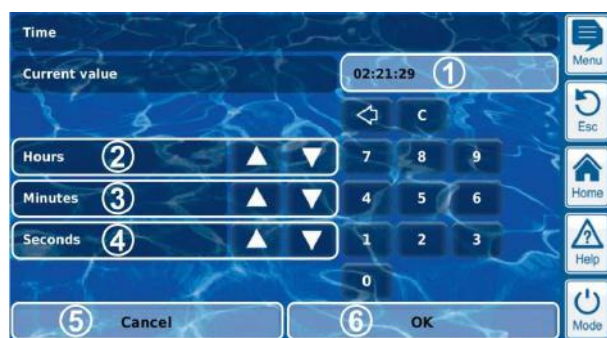 Time
Current value
02:21:29
1
C
Hours
2
7
8
9
Minutes
3
4
5
6
Seconds
4
1
2
3
0
5
Cancel
6
OK
Menu
Esc
Home
?
Help
Mode